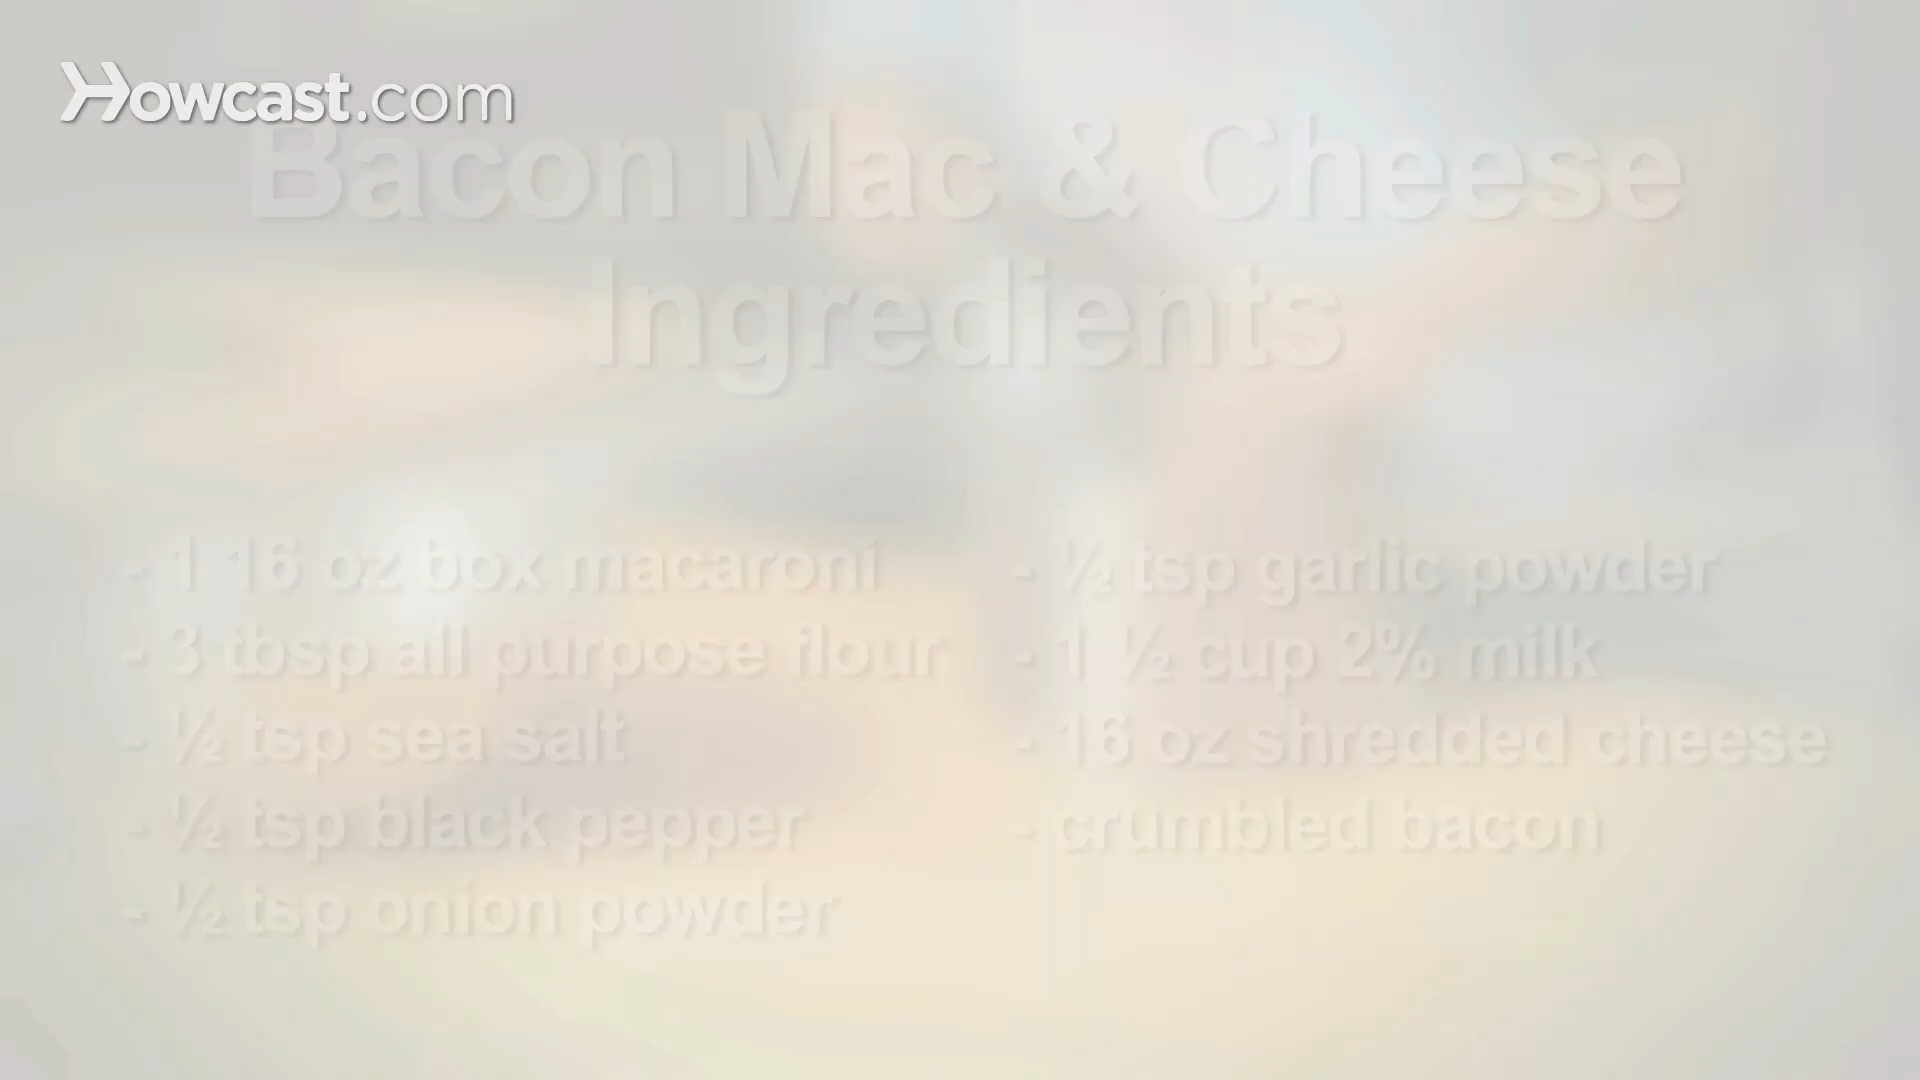 Howcast.com
Bacon Mac & Cheese
Ingredients
- 1 16 oz box macaroni
- 3 tbsp all purpose flour
- ½ tsp sea salt
- ½ tsp black pepper
- ½ tsp onion powder
- ½ tsp garlic powder
- 1 ½ cup 2% milk
- 16 oz shredded cheese
- crumbled bacon